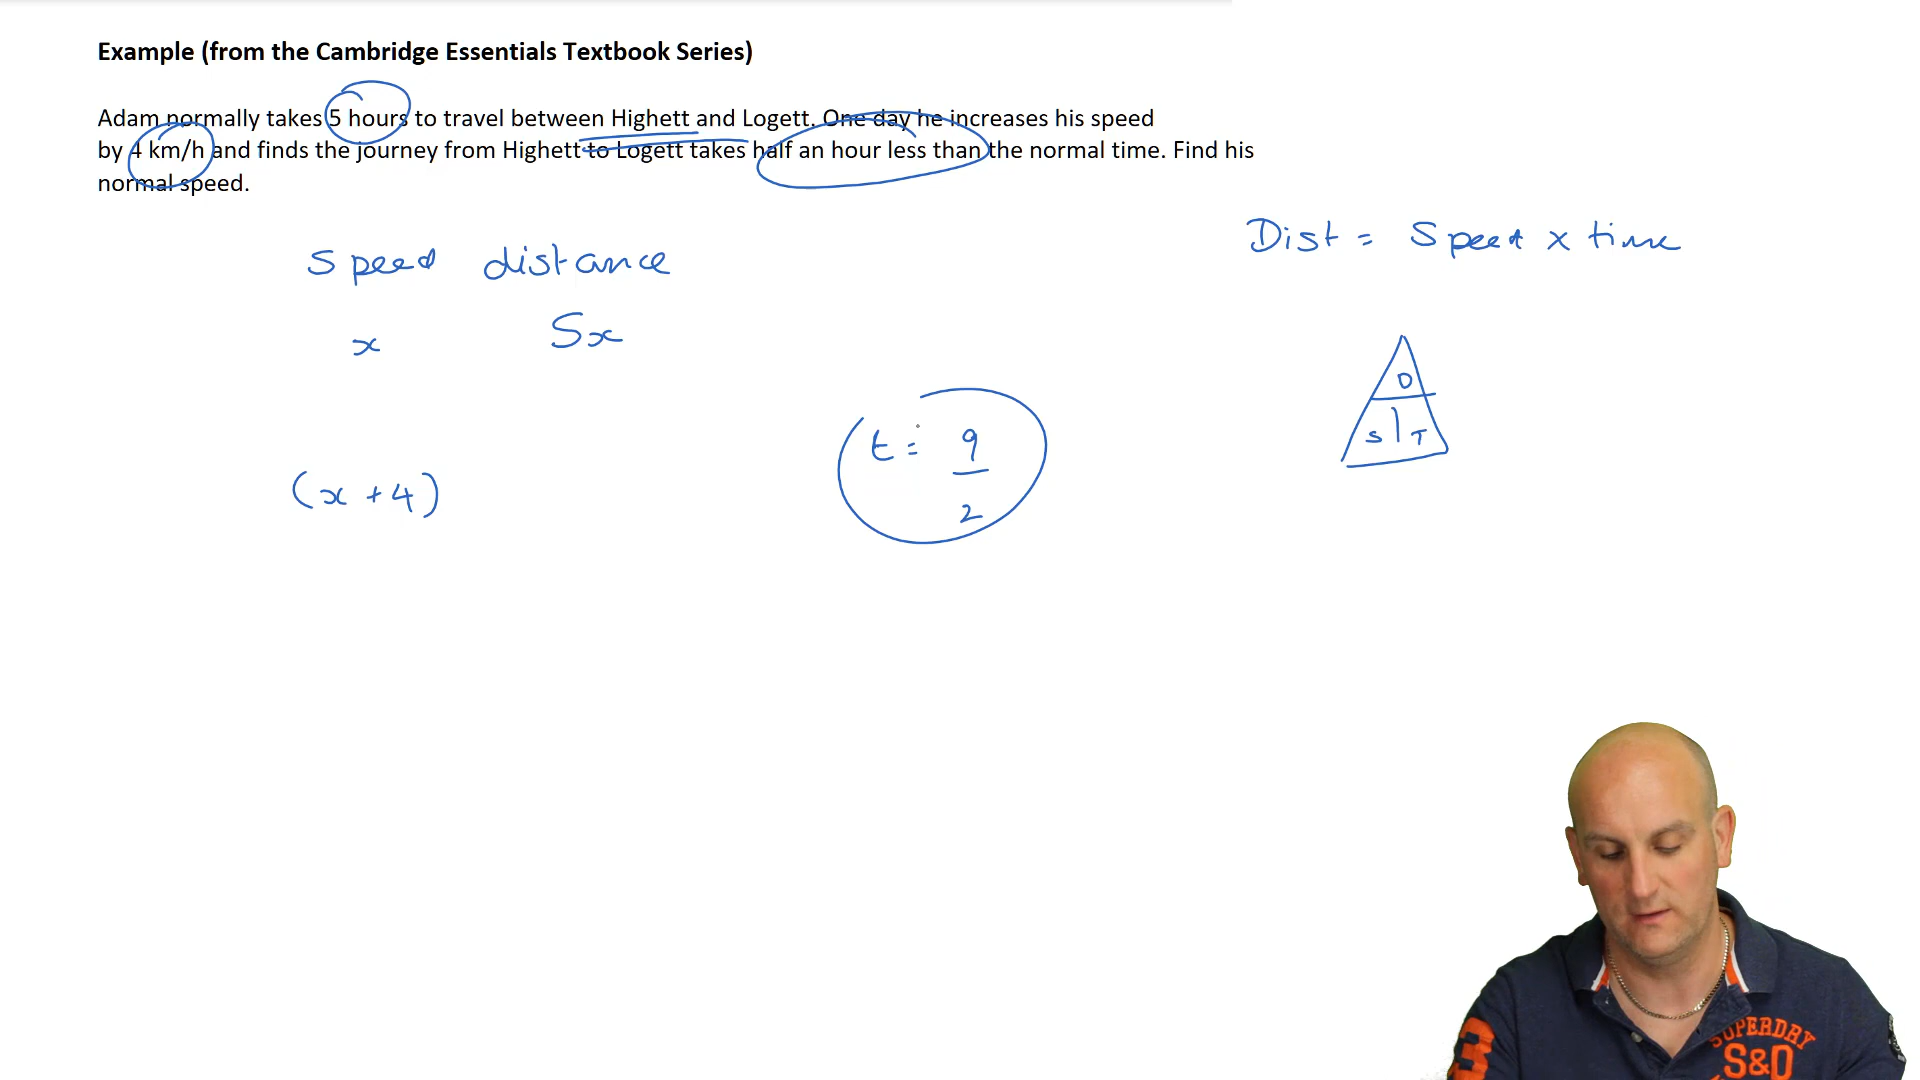 Example (from the Cambridge Essentials Textbook Series)
Adam normally takes 5 hours to travel between Highett and Logett. One day he increases his speed
by 4 km/h and finds the journey from Highett to Logett takes half an hour less than the normal time. Find his
normal speed.
Dist = Speed x time
speed distance
x 5x
D
S T
t = 9
2
(x + 4)
3
SUPERDRY
S&D